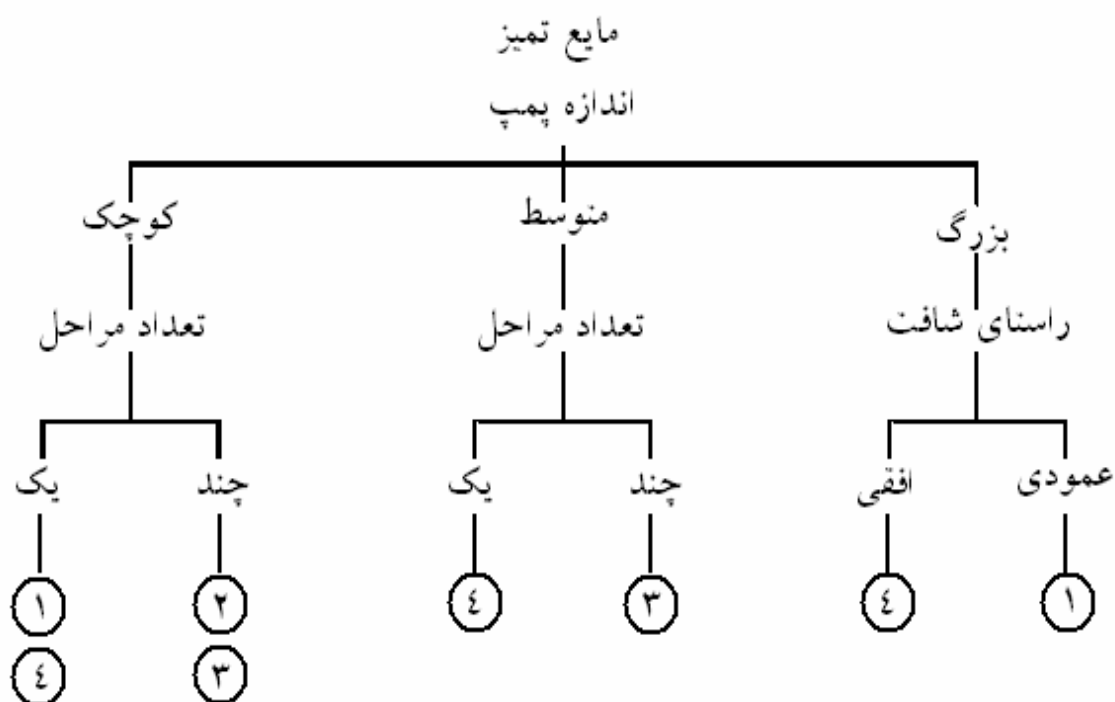 مایع تمیز
اندازه پمپ
بزرگ
متوسط
کوچک
راستای شافت
تعداد مراحل
تعداد مراحل
عمودی
افقی
چند
یک
چند
یک
۱
٤
۳
٤
۲
۱
۳
٤